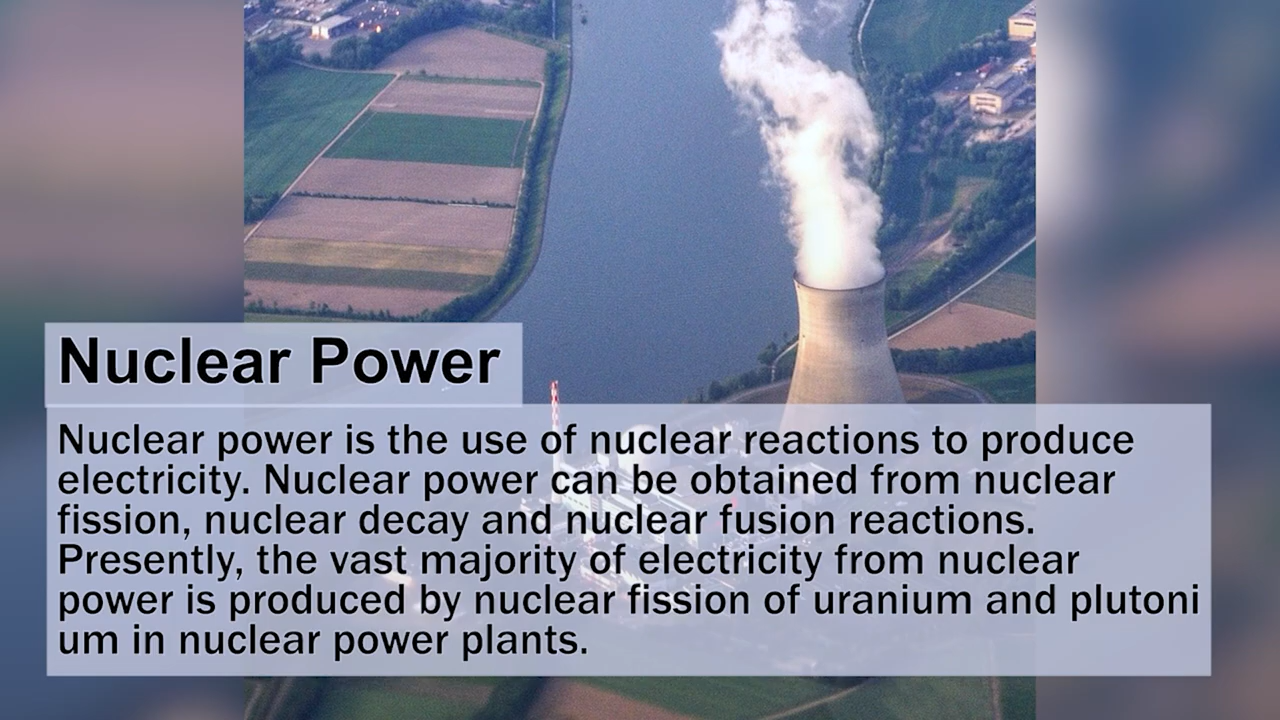 Nuclear Power
Nuclear power is the use of nuclear reactions to produce
electricity. Nuclear power can be obtained from nuclear
fission, nuclear decay and nuclear fusion reactions.
Presently, the vast majority of electricity from nuclear
power is produced by nuclear fission of uranium and plutoni
um in nuclear power plants.